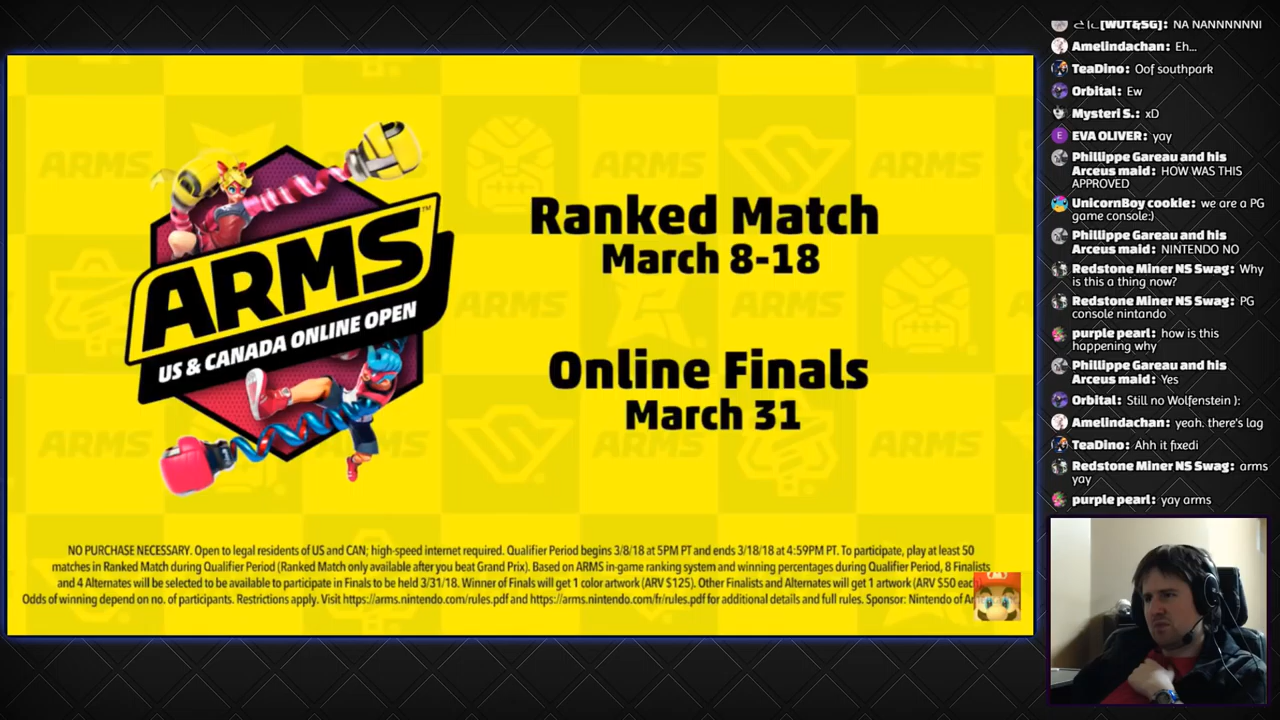 ARMS™
US & CANADA ONLINE OPEN
Ranked Match
March 8-18
Online Finals
March 31
NO PURCHASE NECESSARY. Open to legal residents of US and CAN; high-speed internet required. Qualifier Period begins 3/8/18 at 5PM PT and ends 3/18/18 at 4:59PM PT. To participate, play at least 50
matches in Ranked Match during Qualifier Period (Ranked Match only available after you beat Grand Prix). Based on ARMS in-game ranking system and winning percentages during Qualifier Period, 8 Finalists
and 4 Alternates will be selected to be available to participate in Finals to be held 3/31/18. Winner of Finals will get 1 color artwork (ARV $125). Other Finalists and Alternates will get 1 artwork (ARV $50 each
Odds of winning depend on no. of participants. Restrictions apply. Visit https://arms.nintendo.com/rules.pdf and https://arms.nintendo.com/fr/rules.pdf for additional details and full rules. Sponsor: Nintendo of
[WUT&SG]: NA NANNNNNNI
Amelindachan: Eh...
TeaDino: Oof southpark
Orbital: Ew
Mysteri S.: xD
EVA OLIVER: yay
Phillippe Gareau and his
Arceus maid: HOW WAS THIS
APPROVED
UnicornBoy cookie: we are a PG
game console:)
Phillippe Gareau and his
Arceus maid: NINTENDO NO
Redstone Miner NS Swag: Why
is this a thing now?
Redstone Miner NS Swag: PG
console nintando
purple pearl: how is this
happening why
Phillippe Gareau and his
Arceus maid: Yes
Orbital: Still no Wolfenstein ):
Amelindachan: yeah. there's lag
TeaDino: Ahh it fixedi
Redstone Miner NS Swag: arms
yay
purple pearl: yay arms